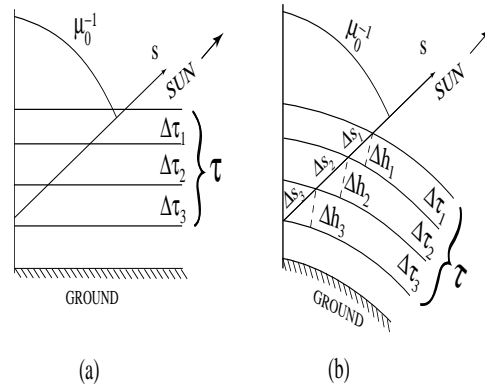 μ₀⁻¹
s
SUN
Δτ₁
Δτ₂
Δτ₃
τ
GROUND
(a)
μ₀⁻¹
s
SUN
Δs₁
Δs₂
Δs₃
Δh₁
Δh₂
Δh₃
Δτ₁
Δτ₂
Δτ₃
τ
GROUND
(b)